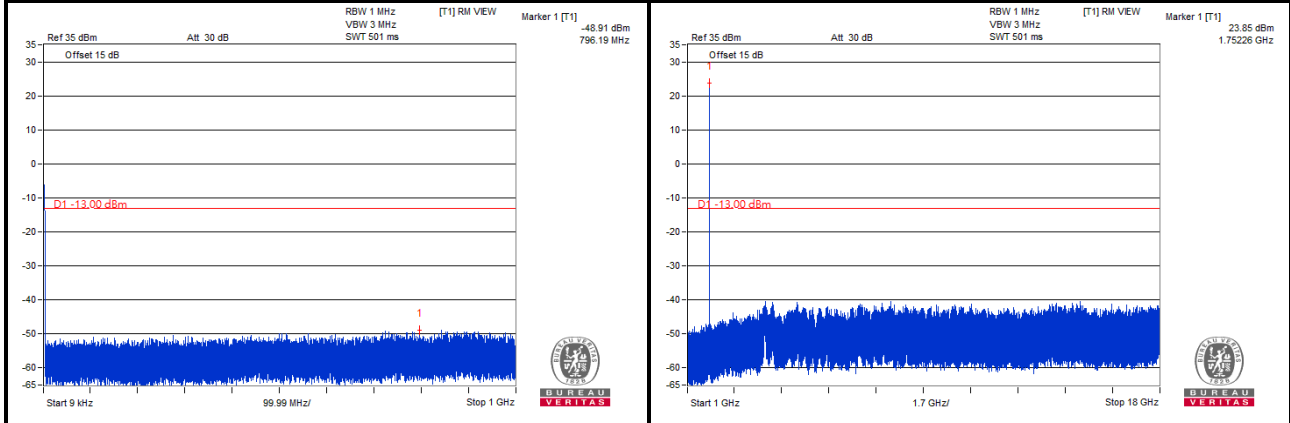 RBW 1 MHz [T1] RM VIEW Marker 1 [T1]
VBW 3 MHz -48.91 dBm
Ref 35 dBm Att 30 dB SWT 501 ms 796.19 MHz
35
Offset 15 dB
30
20
10
0
-10
D1 -13.00 dBm
-20
-30
-40
1
-50
-60
-65
Start 9 kHz 99.99 MHz/ Stop 1 GHz
BUREAU VERITAS
1828
BUREAU
VERITAS
RBW 1 MHz [T1] RM VIEW Marker 1 [T1]
VBW 3 MHz 23.85 dBm
Ref 35 dBm Att 30 dB SWT 501 ms 1.75226 GHz
35
Offset 15 dB
30
1
20
10
0
-10
D1 -13.00 dBm
-20
-30
-40
-50
-60
-65
Start 1 GHz 1.7 GHz/ Stop 18 GHz
BUREAU VERITAS
1828
BUREAU
VERITAS